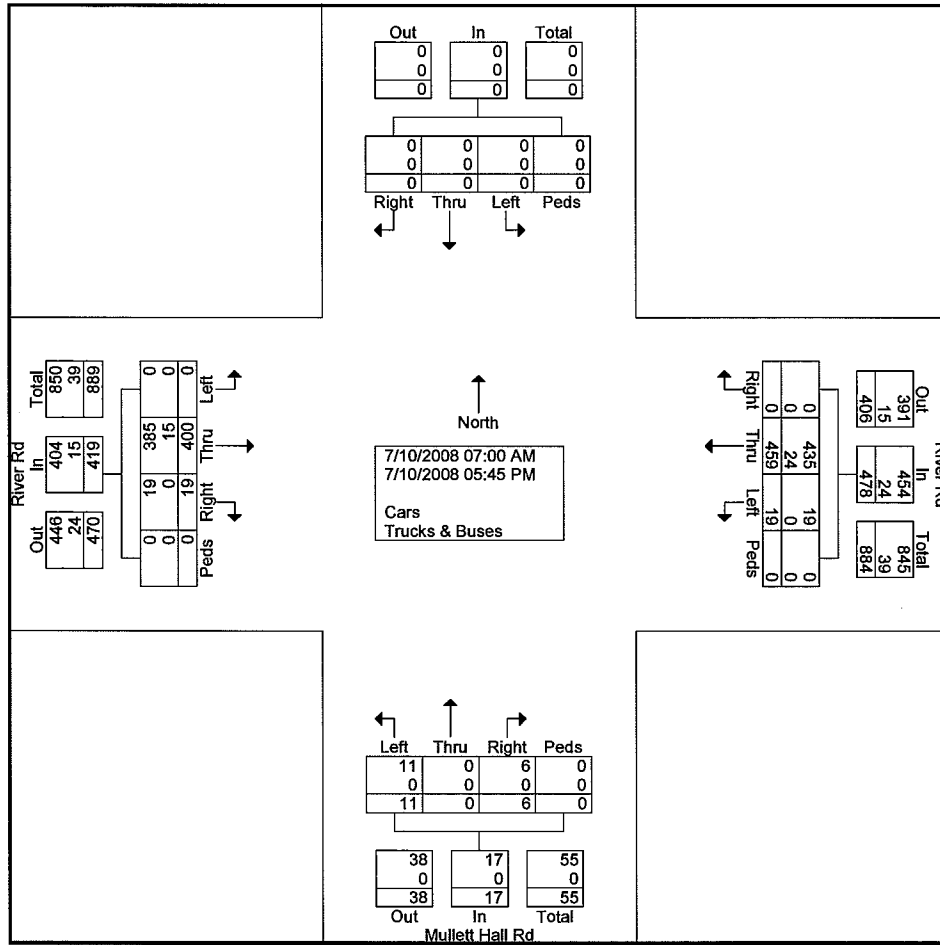 Out In Total
0 0 0
0 0 0
0 0 0
0 0 0 0
0 0 0 0
0 0 0 0
Right Thru Left Peds
River Rd
Total In Out
850 404 446
39 15 24
889 419 470
385 19
0 385 19 0
0 15 0 0
0 400 19 0
Left Thru Right Peds
North
7/10/2008 07:00 AM
7/10/2008 05:45 PM
Cars
Trucks & Buses
Right Thru Left Peds
0 435 19 0
0 24 0 0
0 459 19 0
Out In Total
391 454 845
15 24 39
406 478 884
River Rd
Left Thru Right Peds
11 0 6 0
0 0 0 0
11 0 6 0
38 17 55
0 0 0
38 17 55
Out In Total
Mullett Hall Rd